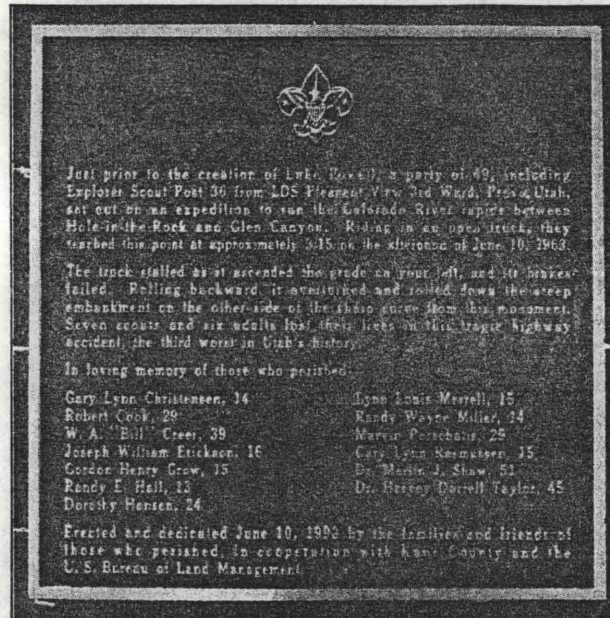 Just prior to the creation of Lake Powell, a party of 49, including
Explorer Scout Post 36 from LDS Pleasant View 3rd Ward, Provo, Utah,
set out on an expedition to run the Colorado River rapids between
Hole in the Rock and Glen Canyon. Riding in an open truck, they
reached this point at approximately 3:15 on the afternoon of June 10, 1963.
The truck stalled as it ascended the grade on your left, and its brakes
failed. Rolling backward, it overturned and rolled down the steep
embankment on the other side of the sharp curve from this monument.
Seven scouts and six adults lost their lives in this tragic highway
accident, the third worst in Utah's history.
In loving memory of those who perished:
Gary Lynn Christensen, 14
Robert Cook, 29
W. A. "Bill" Creer, 39
Joseph William Erickson, 16
Gordon Henry Grow, 15
Randy E. Hall, 13
Dorothy Hansen, 24
Lynn Louis Merrell, 15
Randy Wayne Miller, 14
Marvin 29
Gary Lynn Rasmussen, 15
Dr. Merlin J. Shaw, 51
Dr. Harvey Darrell Taylor, 45
Erected and dedicated June 10, 1993 by the families and friends of
those who perished, in cooperation with Kane County and the
U. S. Bureau of Land Management.